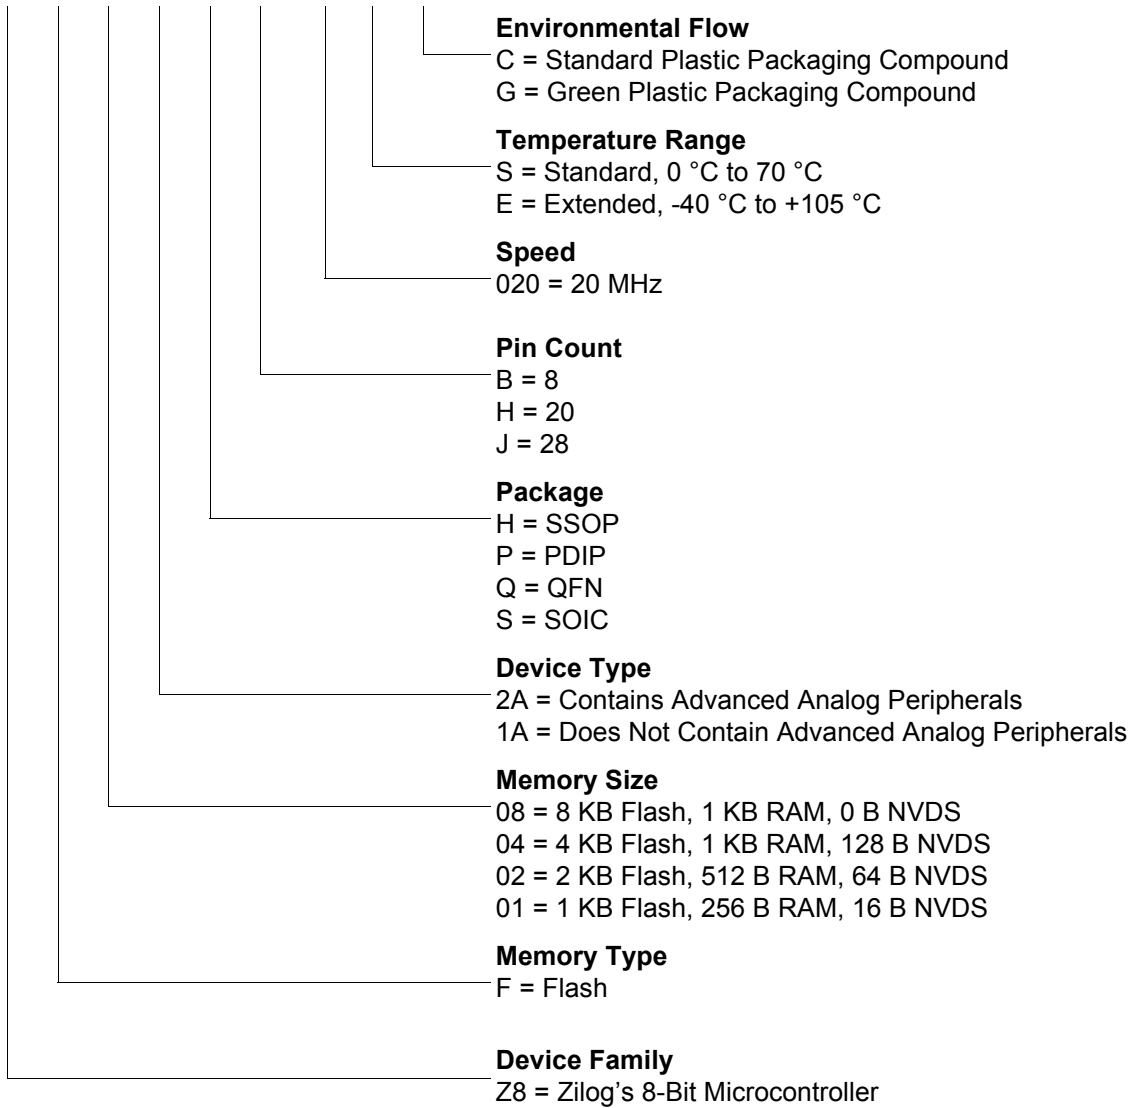 Environmental Flow
C = Standard Plastic Packaging Compound
G = Green Plastic Packaging Compound
Temperature Range
S = Standard, 0 °C to 70 °C
E = Extended, -40 °C to +105 °C
Speed
020 = 20 MHz
Pin Count
B = 8
H = 20
J = 28
Package
H = SSOP
P = PDIP
Q = QFN
S = SOIC
Device Type
2A = Contains Advanced Analog Peripherals
1A = Does Not Contain Advanced Analog Peripherals
Memory Size
08 = 8 KB Flash, 1 KB RAM, 0 B NVDS
04 = 4 KB Flash, 1 KB RAM, 128 B NVDS
02 = 2 KB Flash, 512 B RAM, 64 B NVDS
01 = 1 KB Flash, 256 B RAM, 16 B NVDS
Memory Type
F = Flash
Device Family
Z8 = Zilog's 8-Bit Microcontroller